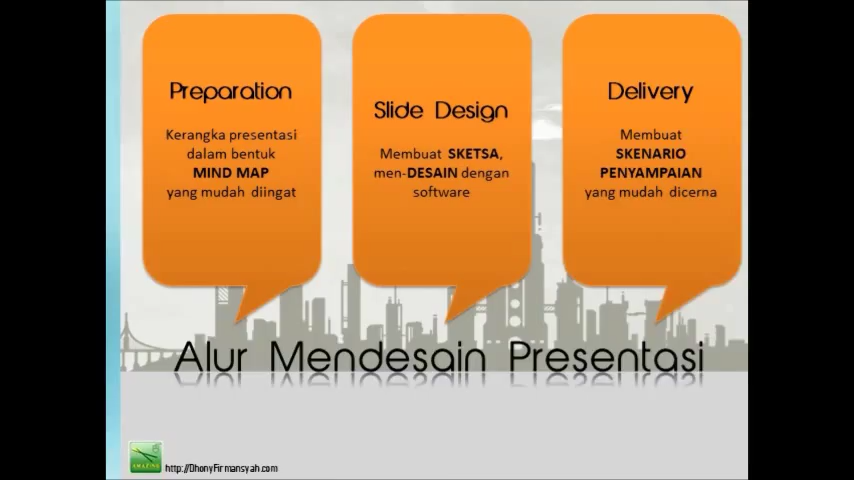 Preparation
Kerangka presentasi
dalam bentuk
MIND MAP
yang mudah diingat
Slide Design
Membuat SKETSA,
men-DESAIN dengan
software
Delivery
Membuat
SKENARIO
PENYAMPAIAN
yang mudah dicerna
Alur Mendesain Presentasi
http://DhonyFirmansyah.com